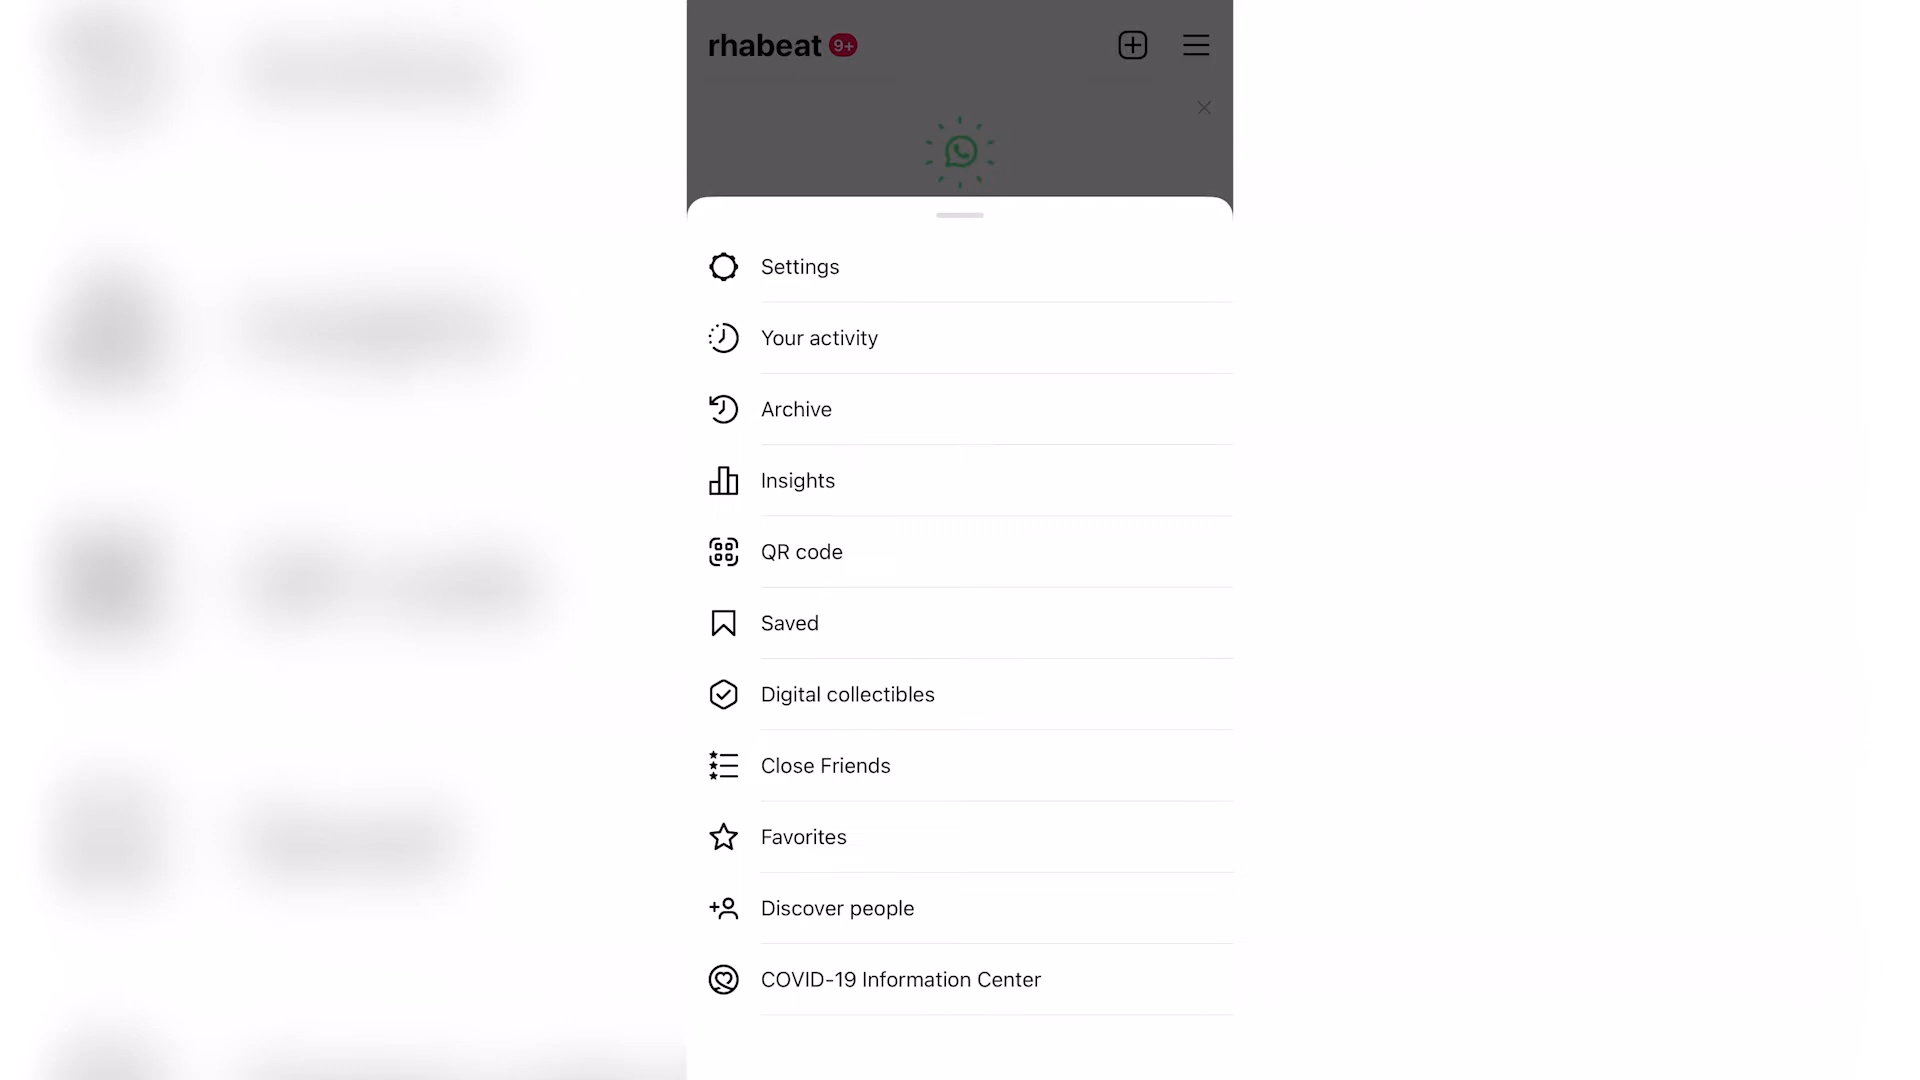 rhabeat 9+
Settings
Your activity
Archive
Insights
QR code
Saved
Digital collectibles
Close Friends
Favorites
Discover people
COVID-19 Information Center